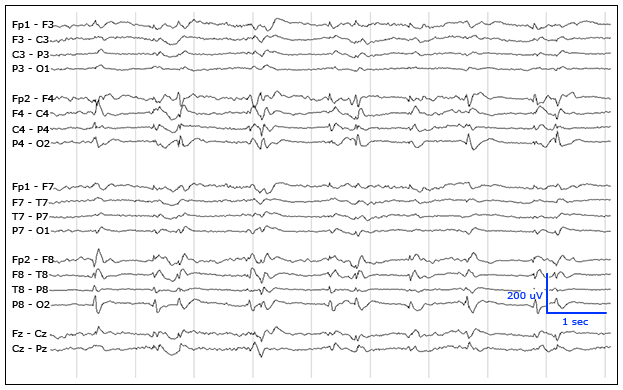 Fp1 - F3
F3 - C3
C3 - P3
P3 - O1
Fp2 - F4
F4 - C4
C4 - P4
P4 - O2
Fp1 - F7
F7 - T7
T7 - P7
P7 - O1
Fp2 - F8
F8 - T8
T8 - P8
P8 - O2
200 uV
1 sec
Fz - Cz
Cz - Pz